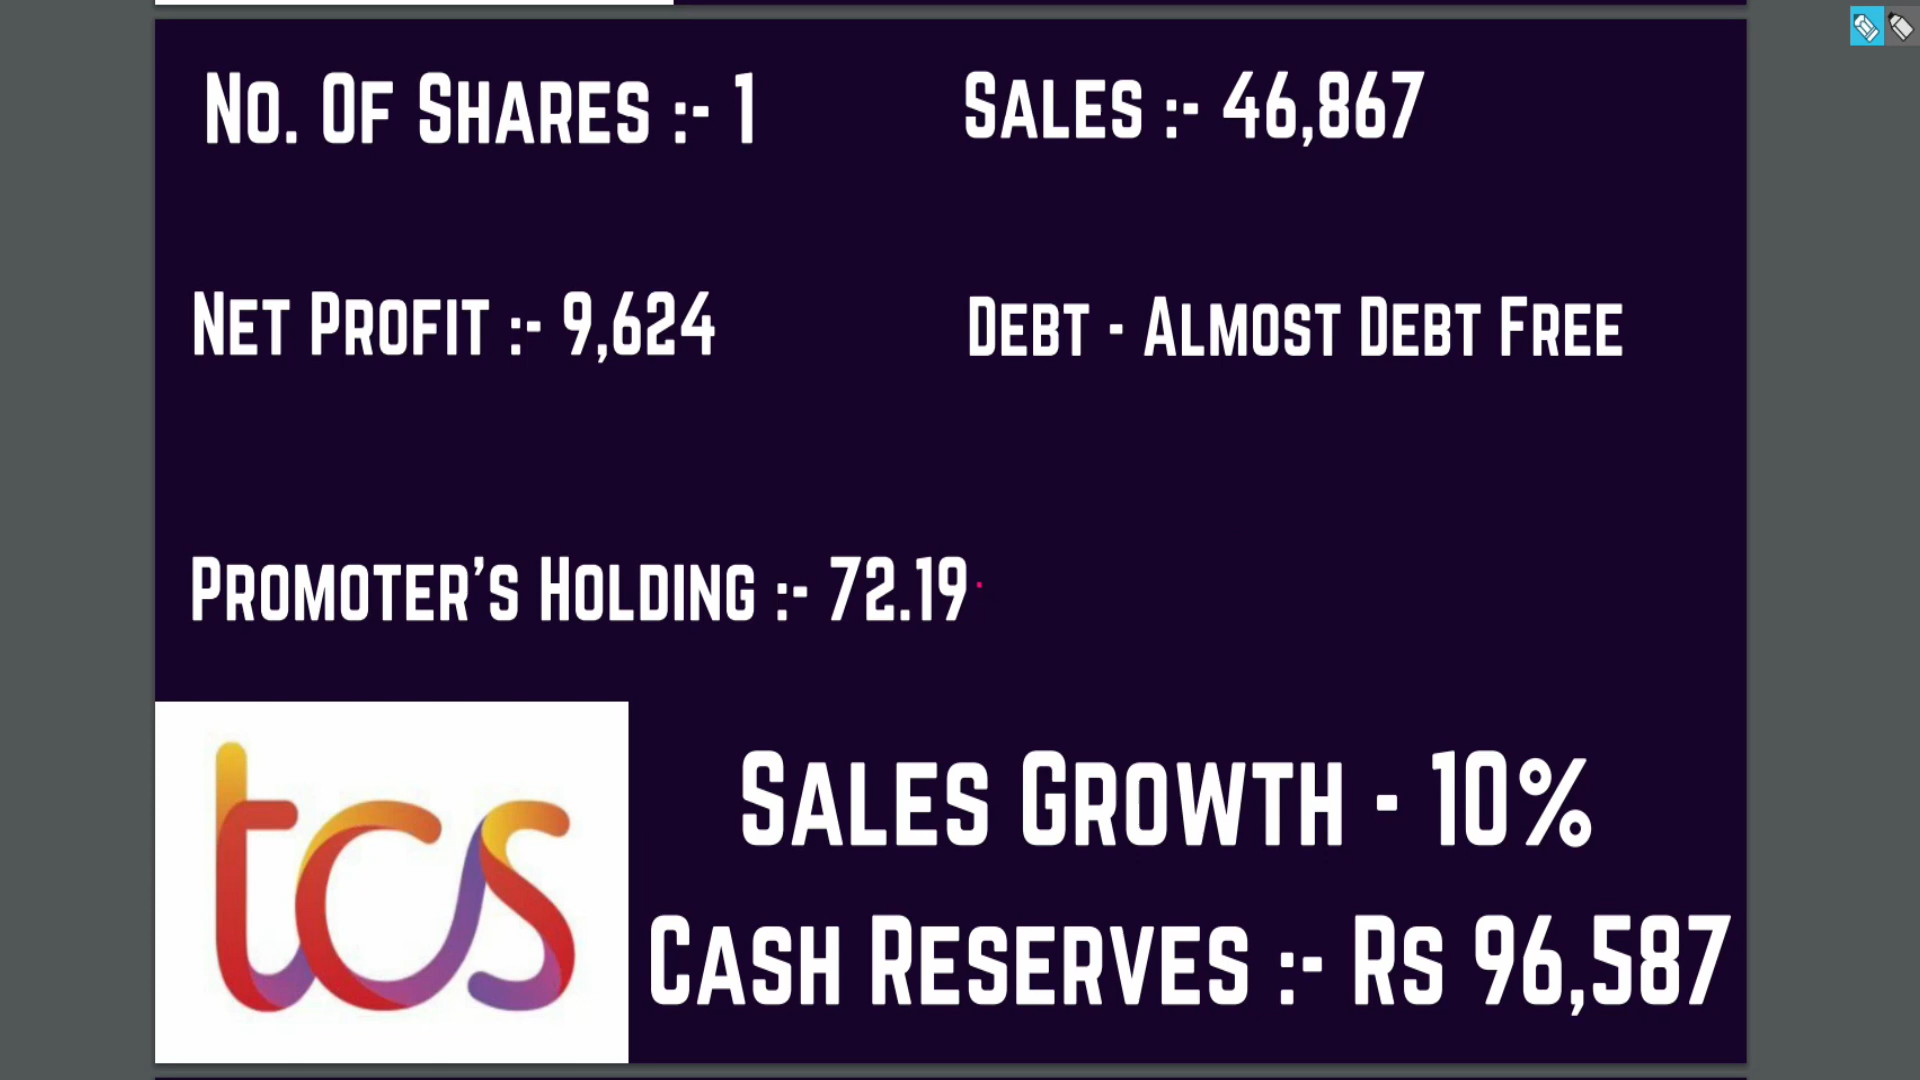 No. Of Shares :- 1
Sales :- 46,867
Net Profit :- 9,624
Debt - Almost Debt Free
Promoter's Holding :- 72.19
tcs
Sales Growth - 10%
Cash Reserves :- Rs 96,587